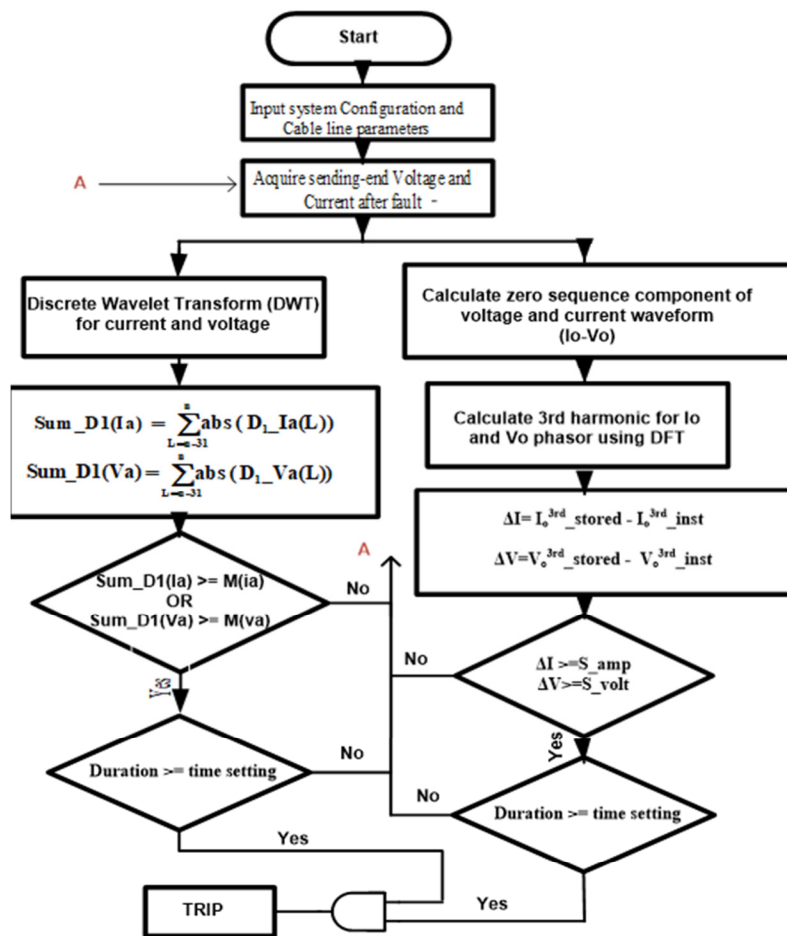 Start
Input system Configuration and
Cable line parameters
A
Acquire sending-end Voltage and
Current after fault -
Discrete Wavelet Transform (DWT)
for current and voltage
Calculate zero sequence component of
voltage and current waveform
(Io-Vo)
Sum_D1(Ia) = ∑ abs ( D₁_Ia(L))
n
L=n-31
Sum_D1(Va)= ∑ abs ( D₁_Va(L))
n
L=n-31
Calculate 3rd harmonic for Io
and Vo phasor using DFT
ΔI= Iₒ³ʳᵈ_stored - Iₒ³ʳᵈ_inst
ΔV=Vₒ³ʳᵈ_stored - Vₒ³ʳᵈ_inst
A
Sum_D1(Ia) >= M(ia)
OR
Sum_D1(Va) >= M(va)
No
No
ΔI >=S_amp
ΔV>=S_volt
Yes
Yes
Duration >= time setting
No
No
Duration >= time setting
Yes
Yes
TRIP